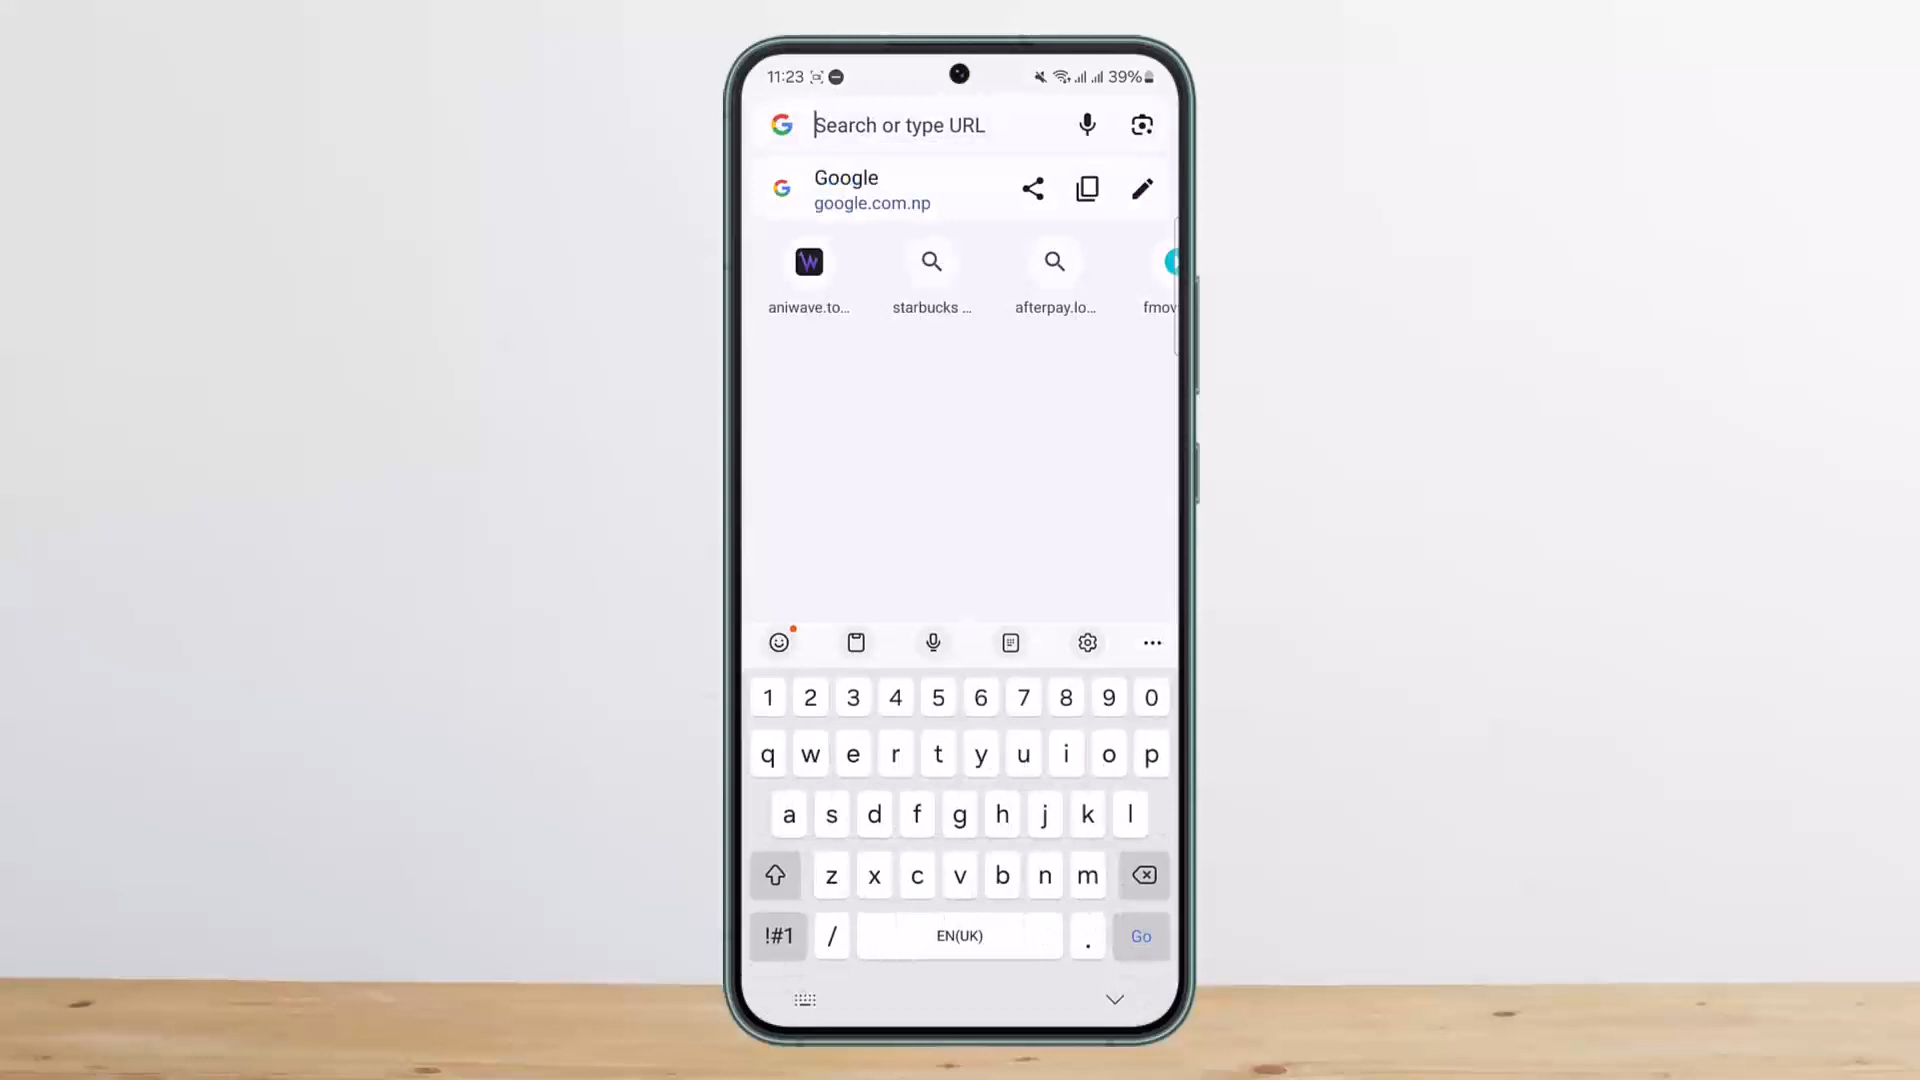 11:23
39%
Search or type URL
Google
google.com.np
aniwave.to...
starbucks ...
afterpay.lo...
fmov
1 2 3 4 5 6 7 8 9 0
q w e r t y u i o p
a s d f g h j k l
z x c v b n m
!#1 / EN(UK) . Go